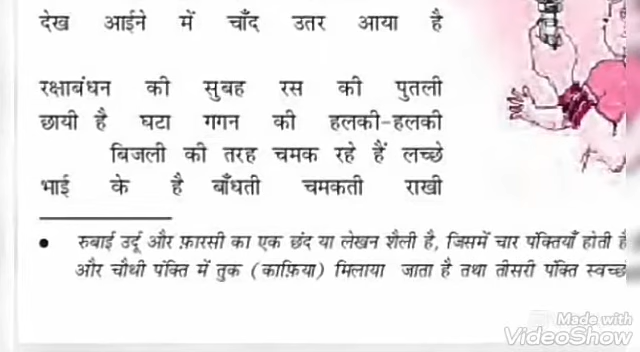 देख आईने में चाँद उतर आया है
रक्षाबंधन की सुबह रस की पुतली
छायी है घटा गगन की हलकी-हलकी
बिजली की तरह चमक रहे हैं लच्छे
भाई के है बाँधती चमकती राखी
• रुबाई उर्दू और फ़ारसी का एक छंद या लेखन शैली है, जिसमें चार पंक्तियाँ होती
और चौथी पंक्ति में तुक (काफ़िया) मिलाया जाता है तथा तीसरी पंक्ति
Made with
VideoShow